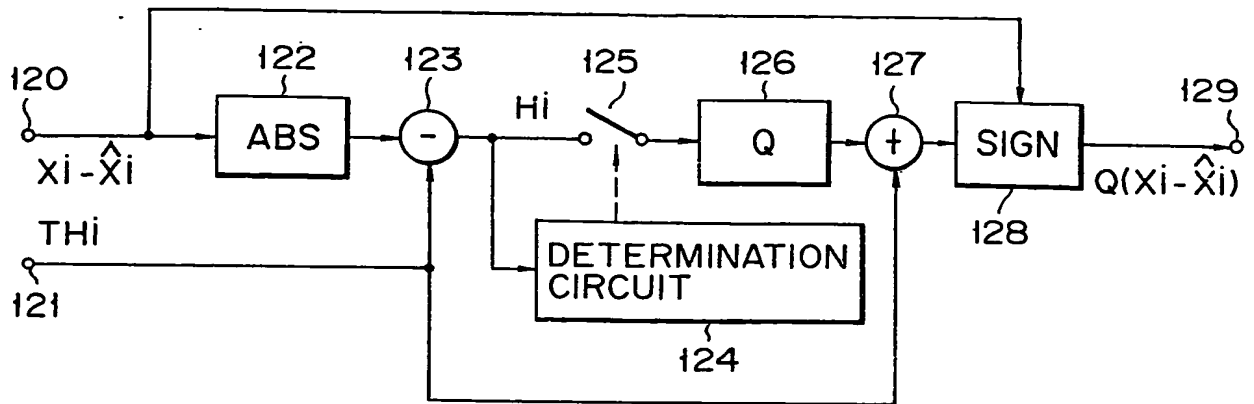 120
122
123
125
126
127
129
ABS
−
Hi
Q
+
SIGN
Xi − X̂i
Q(Xi − X̂i)
128
THi
121
DETERMINATION
CIRCUIT
124